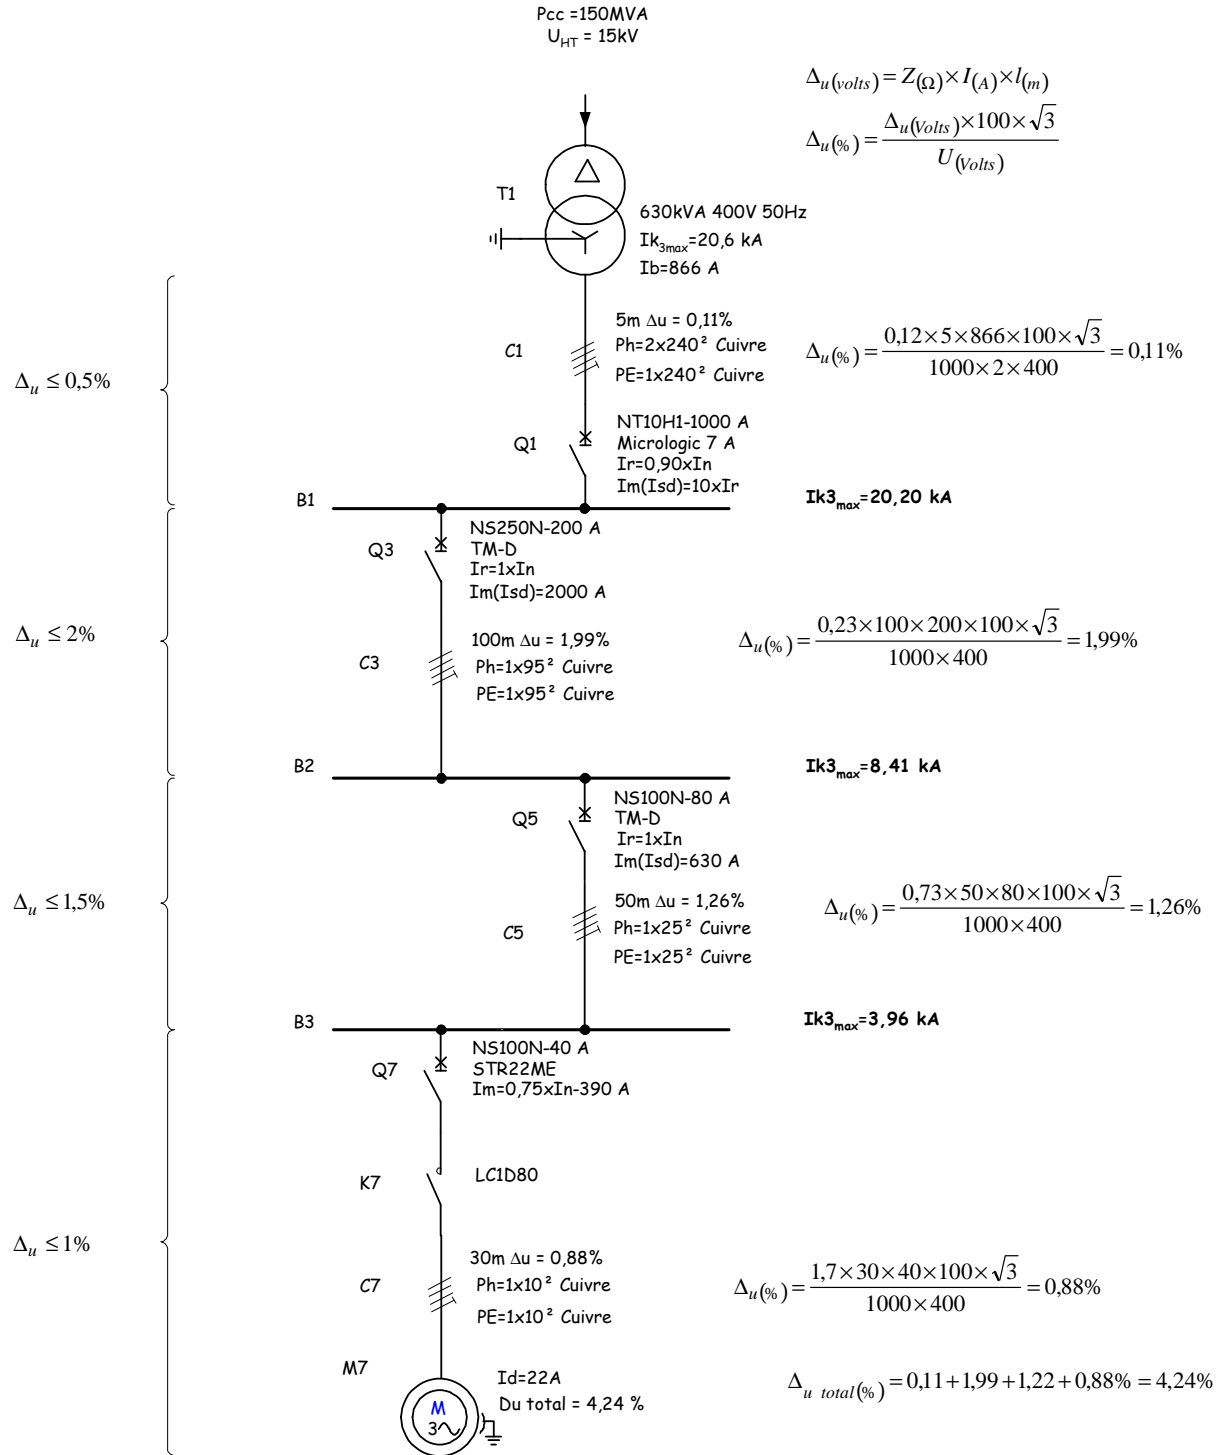 Pcc =150MVA
U_HT = 15kV
Δu(volts) = Z(Ω)×I(A)×l(m)
Δu(%) = Δu(Volts)×100×√3 / U(Volts)
T1
630kVA 400V 50Hz
Ik3max=20,6 kA
Ib=866 A
Δu ≤ 0,5%
C1
5m Δu = 0,11%
Ph=2x240² Cuivre
PE=1x240² Cuivre
Δu(%) = 0,12×5×866×100×√3 / 1000×2×400 = 0,11%
Q1
NT10H1-1000 A
Micrologic 7 A
Ir=0,90xIn
Im(Isd)=10xIr
B1
Ik3max=20,20 kA
Δu ≤ 2%
Q3
NS250N-200 A
TM-D
Ir=1xIn
Im(Isd)=2000 A
C3
100m Δu = 1,99%
Ph=1x95² Cuivre
PE=1x95² Cuivre
Δu(%) = 0,23×100×200×100×√3 / 1000×400 = 1,99%
B2
Ik3max=8,41 kA
Δu ≤ 1,5%
Q5
NS100N-80 A
TM-D
Ir=1xIn
Im(Isd)=630 A
C5
50m Δu = 1,26%
Ph=1x25² Cuivre
PE=1x25² Cuivre
Δu(%) = 0,73×50×80×100×√3 / 1000×400 = 1,26%
B3
Ik3max=3,96 kA
Δu ≤ 1%
Q7
NS100N-40 A
STR22ME
Im=0,75xIn-390 A
K7
LC1D80
C7
30m Δu = 0,88%
Ph=1x10² Cuivre
PE=1x10² Cuivre
Δu(%) = 1,7×30×40×100×√3 / 1000×400 = 0,88%
M7
M
3
Id=22A
Du total = 4,24 %
Δu total(%) = 0,11+1,99+1,22+0,88% = 4,24%